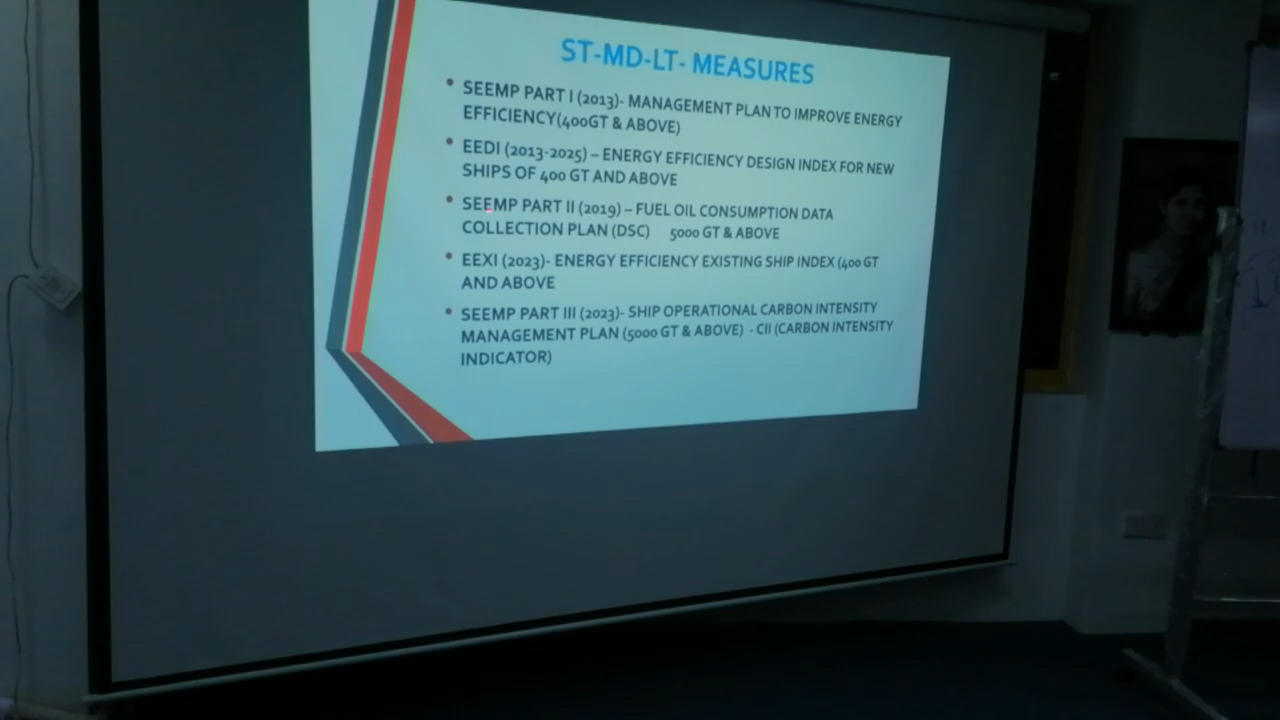 ST-MD-LT- MEASURES
• SEEMP PART I (2013)- MANAGEMENT PLAN TO IMPROVE ENERGY
EFFICIENCY(400GT & ABOVE)
• EEDI (2013-2025) – ENERGY EFFICIENCY DESIGN INDEX FOR NEW
SHIPS OF 400 GT AND ABOVE
• SEEMP PART II (2019) – FUEL OIL CONSUMPTION DATA
COLLECTION PLAN (DSC) 5000 GT & ABOVE
• EEXI (2023)- ENERGY EFFICIENCY EXISTING SHIP INDEX (400 GT
AND ABOVE
• SEEMP PART III (2023)- SHIP OPERATIONAL CARBON INTENSITY
MANAGEMENT PLAN (5000 GT & ABOVE) - CII (CARBON INTENSITY
INDICATOR)